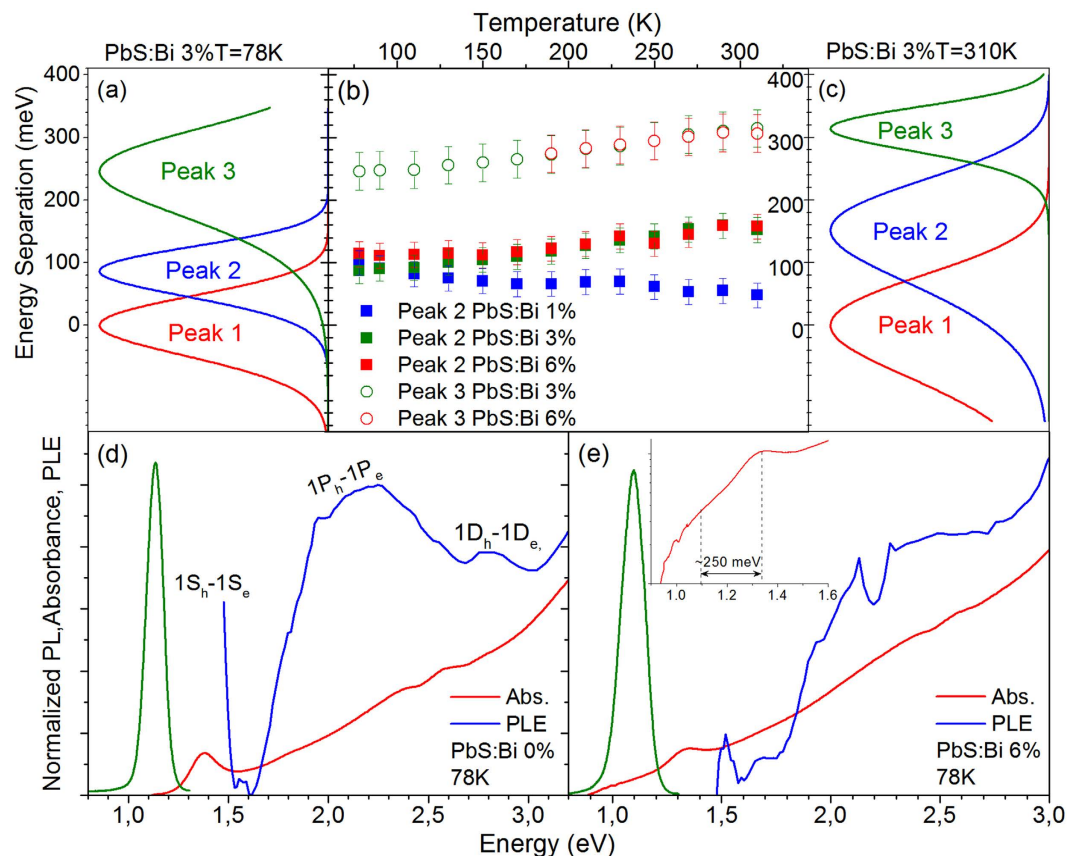 Temperature (K)
PbS:Bi 3%T=78K
100 150 200 250 300
PbS:Bi 3%T=310K
(a)
(b)
(c)
Energy Separation (meV)
400
300
200
100
0
Peak 3
Peak 2
Peak 1
Peak 2 PbS:Bi 1%
Peak 2 PbS:Bi 3%
Peak 2 PbS:Bi 6%
Peak 3 PbS:Bi 3%
Peak 3 PbS:Bi 6%
400
300
200
100
0
Peak 3
Peak 2
Peak 1
Normalized PL,Absorbance, PLE
(d)
1Sₕ-1Sₑ
1Pₕ-1Pₑ
1Dₕ-1Dₑ,
Abs.
PLE
PbS:Bi 0%
78K
(e)
~250 meV
1.0 1.2 1.4 1.6
Abs.
PLE
PbS:Bi 6%
78K
1,0 1,5 2,0 2,5 3,0 1,0 1,5 2,0 2,5 3,0
Energy (eV)